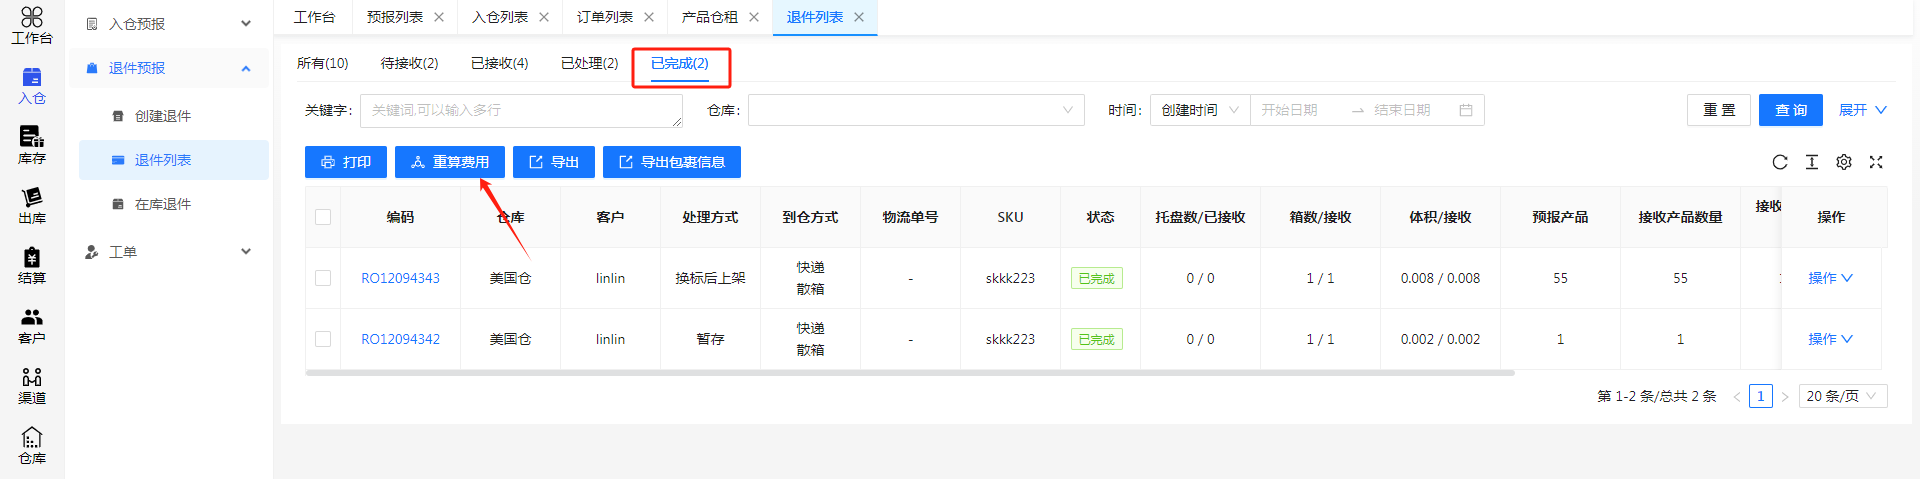 工作台
入仓
库存
出库
结算
客户
渠道
仓库
入仓预报
退件预报
创建退件
退件列表
在库退件
工单
工作台 预报列表 入仓列表 订单列表 产品仓租 退件列表
所有(10) 待接收(2) 已接收(4) 已处理(2) 已完成(2)
关键字: 关键词,可以输入多行 仓库: 时间: 创建时间 开始日期 结束日期 重 置 查 询 展开
打印 重算费用 导出 导出包裹信息
编码 仓库 客户 处理方式 到仓方式 物流单号 SKU 状态 托盘数/已接收 箱数/接收 体积/接收 预报产品 接收产品数量 接收 操作
RO12094343 美国仓 linlin 换标后上架 快递 散箱 - skkk223 已完成 0 / 0 1 / 1 0.008 / 0.008 55 55 操作
RO12094342 美国仓 linlin 暂存 快递 散箱 - skkk223 已完成 0 / 0 1 / 1 0.002 / 0.002 1 1 操作
第 1-2 条/总共 2 条 1 20 条/页